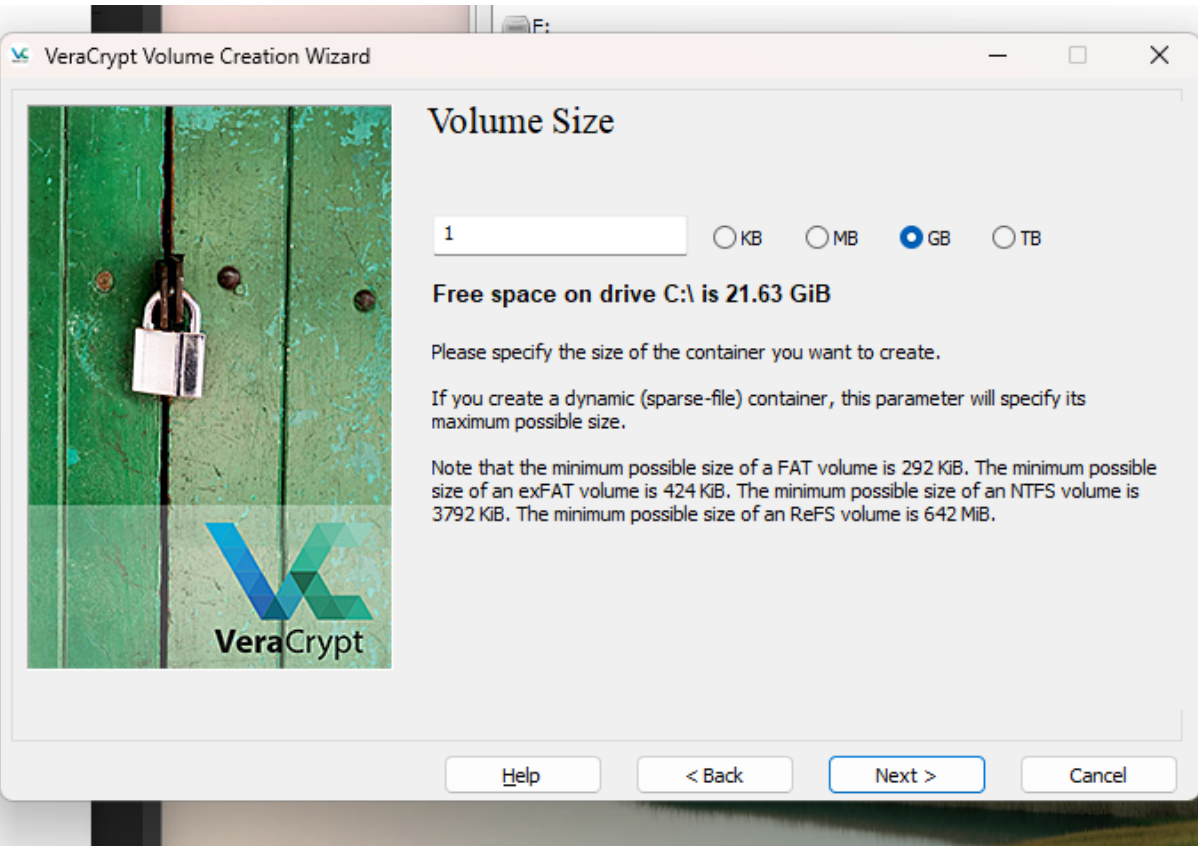 F:
VeraCrypt Volume Creation Wizard
Volume Size
1
KB MB GB TB
Free space on drive C:\ is 21.63 GiB
Please specify the size of the container you want to create.
If you create a dynamic (sparse-file) container, this parameter will specify its
maximum possible size.
Note that the minimum possible size of a FAT volume is 292 KiB. The minimum possible
size of an exFAT volume is 424 KiB. The minimum possible size of an NTFS volume is
3792 KiB. The minimum possible size of an ReFS volume is 642 MiB.
VeraCrypt
Help < Back Next > Cancel